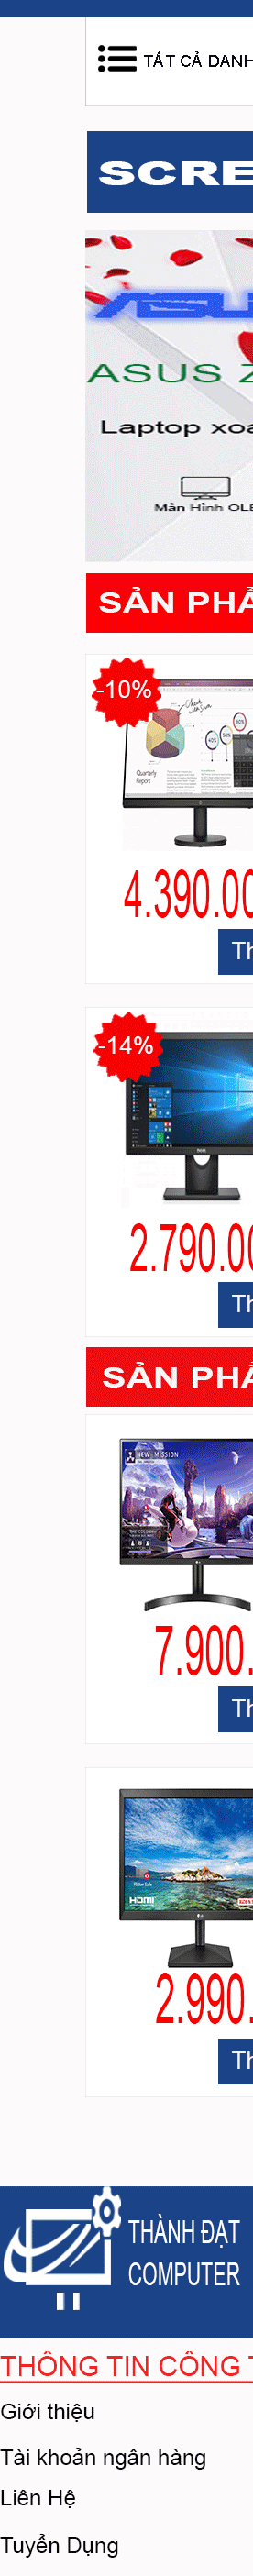 TẤT CẢ DANH
SCRE
ASUS
ASUS Z
Laptop xoa
Màn Hình OLE
SẢN PHẨ
-10%
Quarterly
Report
4.390.00
Th
-14%
2.790.00
Th
SẢN PHẨ
NEW-MISSION
7.900.
Th
HDMI
2.990.
Th
THÀNH ĐẠT
COMPUTER
THÔNG TIN CÔNG T
Giới thiệu
Tài khoản ngân hàng
Liên Hệ
Tuyển Dụng